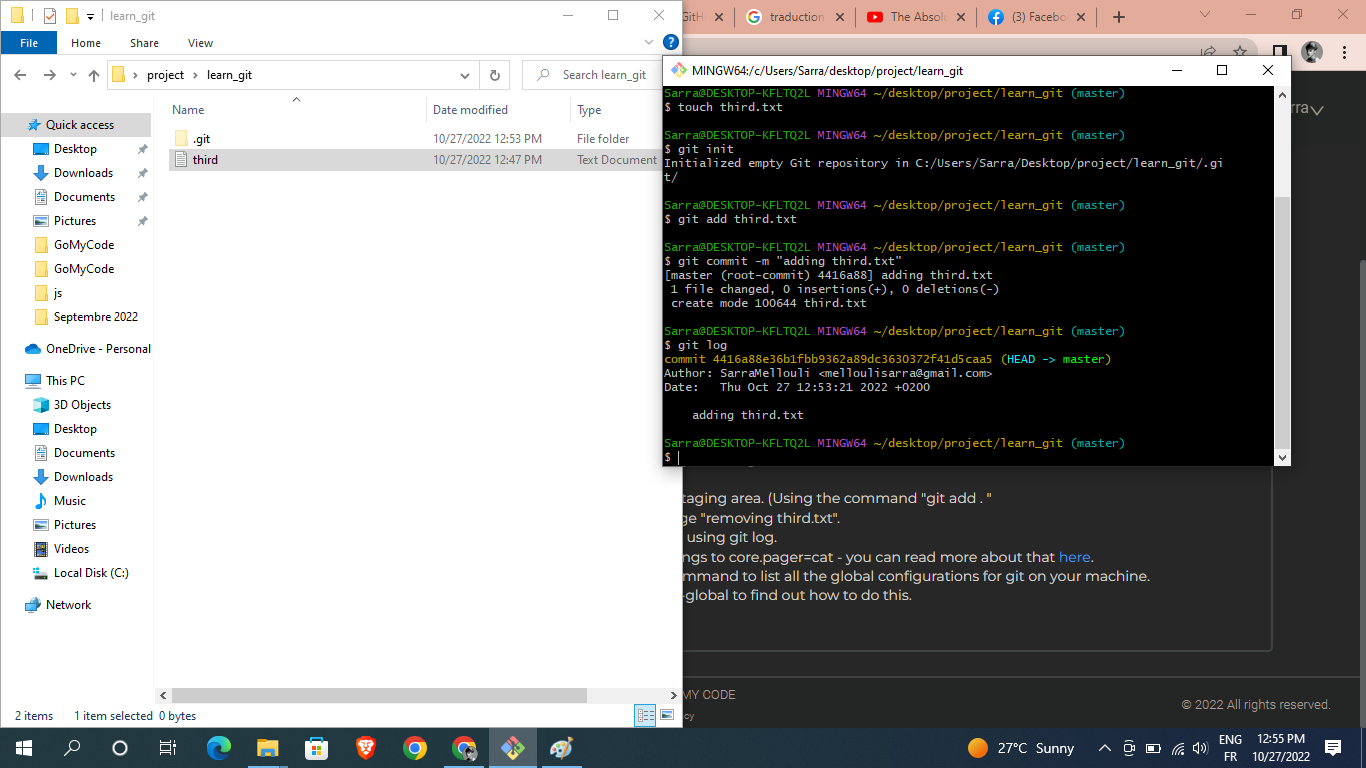 learn_git
File Home Share View
project learn_git
Search learn_git
Name Date modified Type
.git 10/27/2022 12:53 PM File folder
third 10/27/2022 12:47 PM Text Document
Quick access
Desktop
Downloads
Documents
Pictures
GoMyCode
GoMyCode
js
Septembre 2022
OneDrive - Personal
This PC
3D Objects
Desktop
Documents
Downloads
Music
Pictures
Videos
Local Disk (C:)
Network
2 items 1 item selected 0 bytes
traduction
The Absolu
(3) Facebo
MINGW64:/c/Users/Sarra/desktop/project/learn_git
Sarra@DESKTOP-KFLTQ2L MINGW64 ~/desktop/project/learn_git (master)
$ touch third.txt
Sarra@DESKTOP-KFLTQ2L MINGW64 ~/desktop/project/learn_git (master)
$ git init
Initialized empty Git repository in C:/Users/Sarra/Desktop/project/learn_git/.gi
t/
Sarra@DESKTOP-KFLTQ2L MINGW64 ~/desktop/project/learn_git (master)
$ git add third.txt
Sarra@DESKTOP-KFLTQ2L MINGW64 ~/desktop/project/learn_git (master)
$ git commit -m "adding third.txt"
[master (root-commit) 4416a88] adding third.txt
1 file changed, 0 insertions(+), 0 deletions(-)
create mode 100644 third.txt
Sarra@DESKTOP-KFLTQ2L MINGW64 ~/desktop/project/learn_git (master)
$ git log
commit 4416a88e36b1fbb9362a89dc3630372f41d5caa5 (HEAD -> master)
Author: SarraMellouli <melloulisarra@gmail.com>
Date: Thu Oct 27 12:53:21 2022 +0200
adding third.txt
Sarra@DESKTOP-KFLTQ2L MINGW64 ~/desktop/project/learn_git (master)
$
rra
taging area. (Using the command "git add . "
ge "removing third.txt".
using git log.
ngs to core.pager=cat - you can read more about that here.
mmand to list all the global configurations for git on your machine.
-global to find out how to do this.
MY CODE
cy
© 2022 All rights reserved.
27°C Sunny
ENG
FR
12:55 PM
10/27/2022